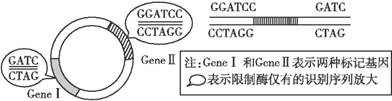 GGATCC
CCTAGG
GATC
CTAG
Gene I
Gene II
GGATCC GATC
CCTAGG CTAG
注：Gene I 和Gene II表示两种标记基因
表示限制酶仅有的识别序列放大